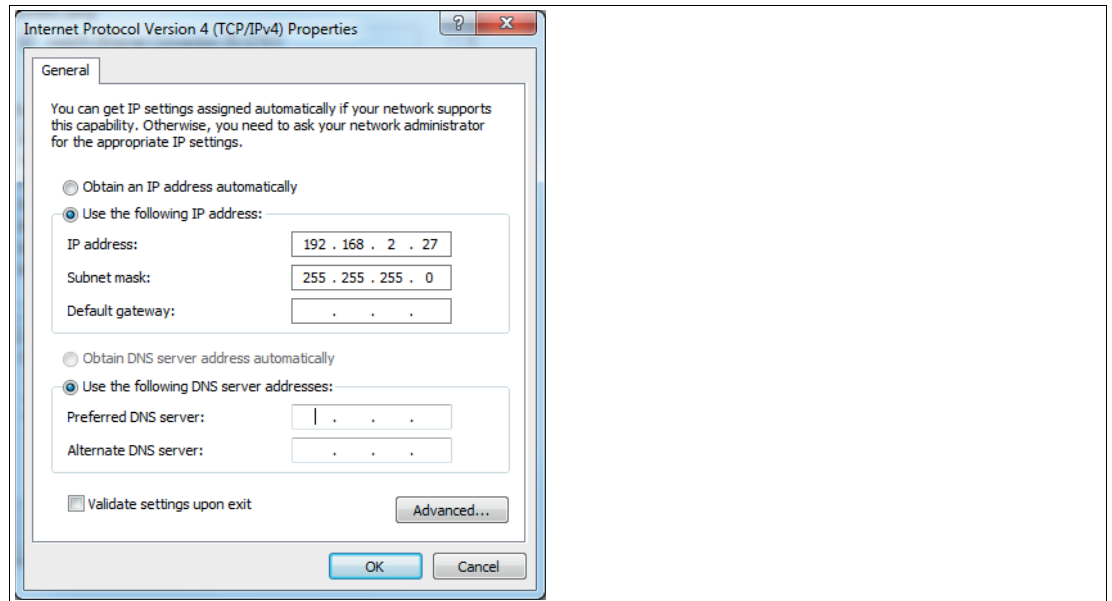 Internet Protocol Version 4 (TCP/IPv4) Properties
General
You can get IP settings assigned automatically if your network supports
this capability. Otherwise, you need to ask your network administrator
for the appropriate IP settings.
Obtain an IP address automatically
Use the following IP address:
IP address: 192 . 168 . 2 . 27
Subnet mask: 255 . 255 . 255 . 0
Default gateway: . . .
Obtain DNS server address automatically
Use the following DNS server addresses:
Preferred DNS server: . . .
Alternate DNS server: . . .
Validate settings upon exit
Advanced...
OK Cancel